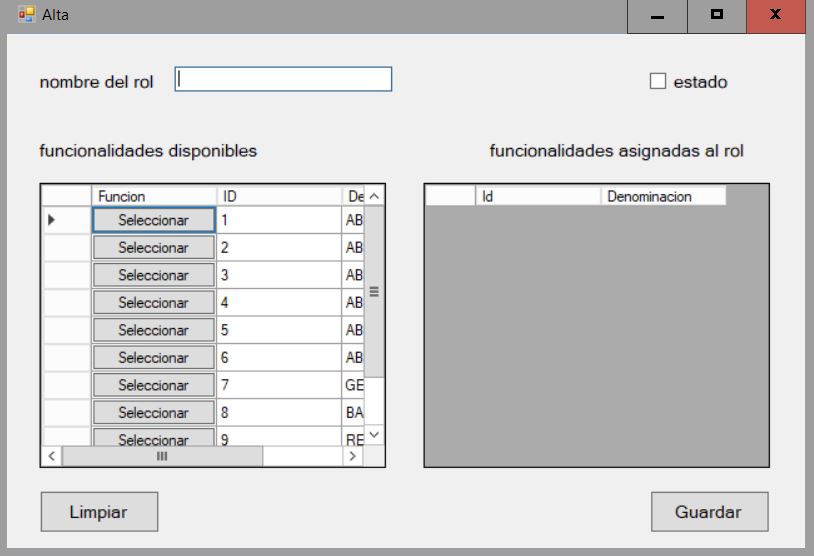 Alta
nombre del rol
estado
funcionalidades disponibles
funcionalidades asignadas al rol
Funcion ID De
Seleccionar 1 AB
Seleccionar 2 AB
Seleccionar 3 AB
Seleccionar 4 AB
Seleccionar 5 AB
Seleccionar 6 AB
Seleccionar 7 GE
Seleccionar 8 BA
Seleccionar 9 RE
Id Denominacion
Limpiar
Guardar